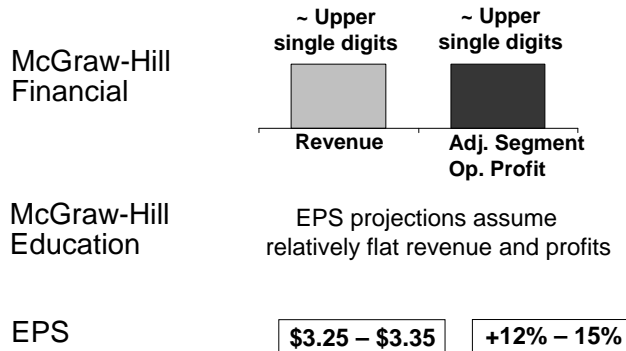 ~ Upper
single digits
~ Upper
single digits
McGraw-Hill
Financial
Revenue
Adj. Segment
Op. Profit
McGraw-Hill
Education
EPS projections assume
relatively flat revenue and profits
EPS
$3.25 – $3.35
+12% – 15%